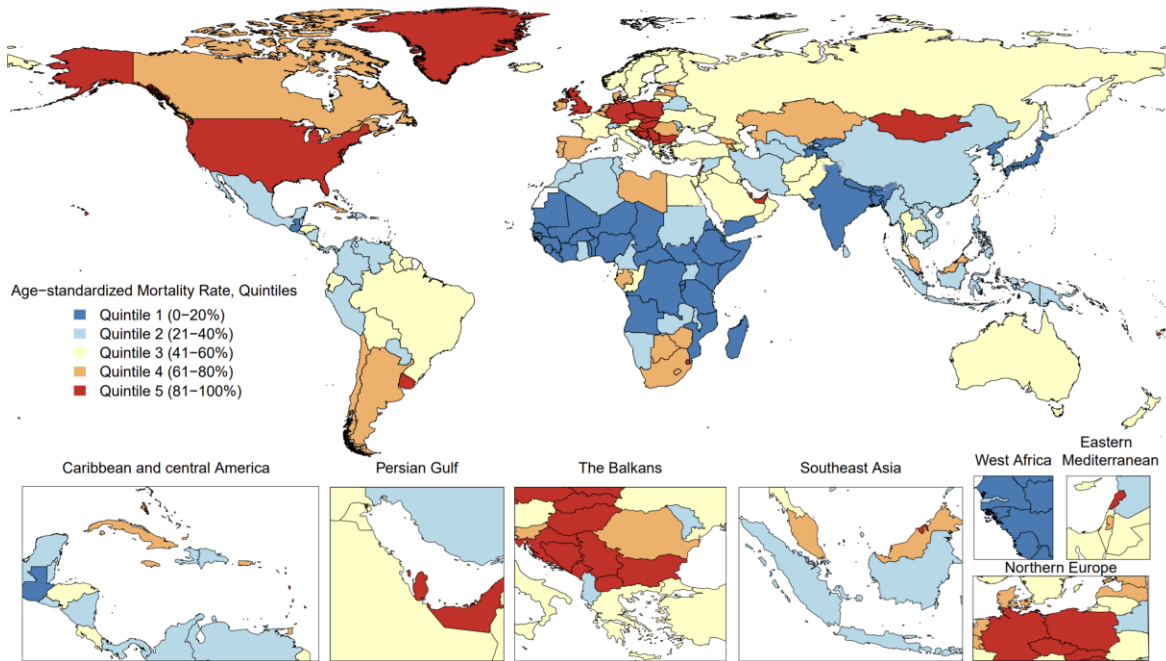 Age−standardized Mortality Rate, Quintiles
Quintile 1 (0−20%)
Quintile 2 (21−40%)
Quintile 3 (41−60%)
Quintile 4 (61−80%)
Quintile 5 (81−100%)
Caribbean and central America
Persian Gulf
The Balkans
Southeast Asia
West Africa
Eastern
Mediterranean
Northern Europe